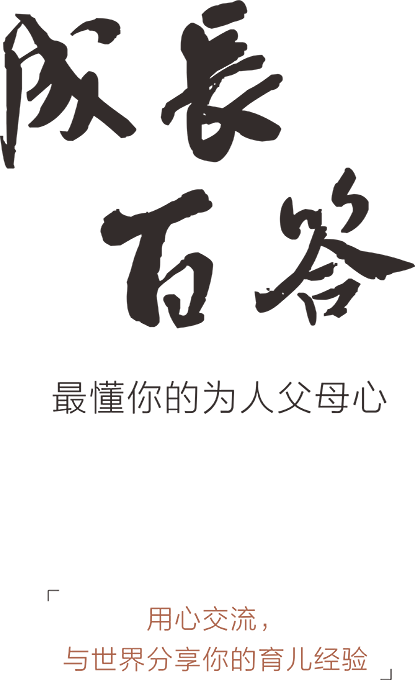 成長
百答
最懂你的为人父母心
「用心交流，
与世界分享你的育儿经验」